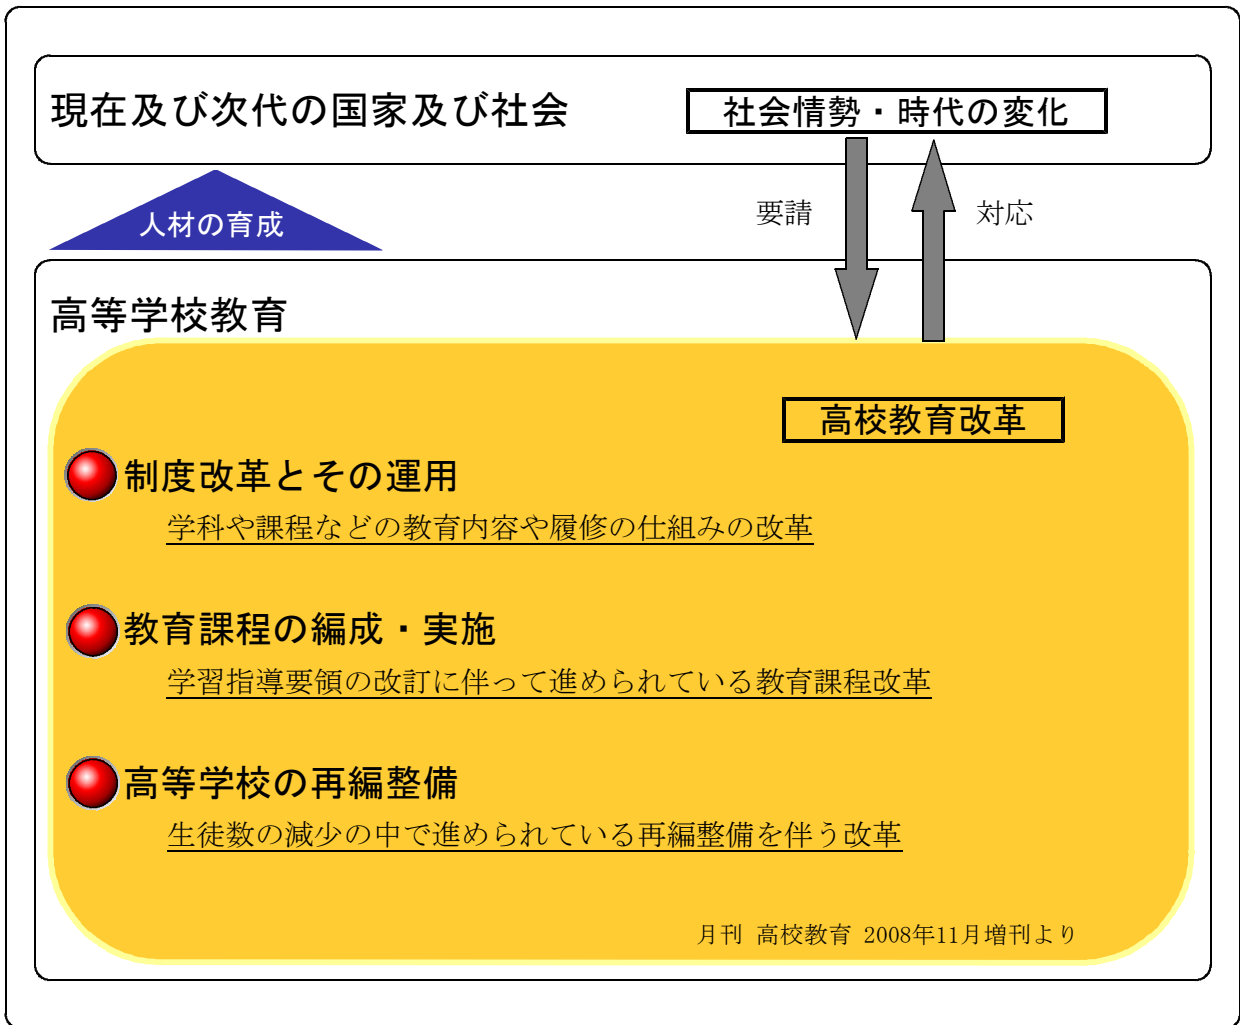 現在及び次代の国家及び社会
社会情勢・時代の変化
人材の育成
要請
対応
高等学校教育
高校教育改革
制度改革とその運用
学科や課程などの教育内容や履修の仕組みの改革
教育課程の編成・実施
学習指導要領の改訂に伴って進められている教育課程改革
高等学校の再編整備
生徒数の減少の中で進められている再編整備を伴う改革
月刊 高校教育 2008年11月増刊より